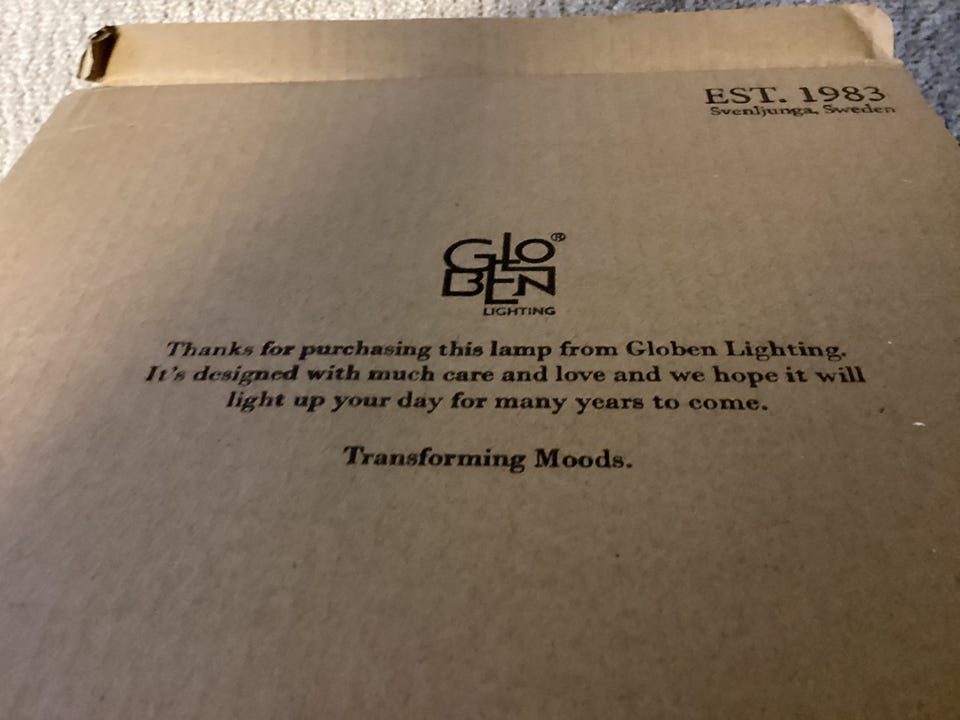 EST. 1983
Svenljunga, Sweden
GLO®
BEN
LIGHTING
Thanks for purchasing this lamp from Globen Lighting.
It's designed with much care and love and we hope it will
light up your day for many years to come.
Transforming Moods.